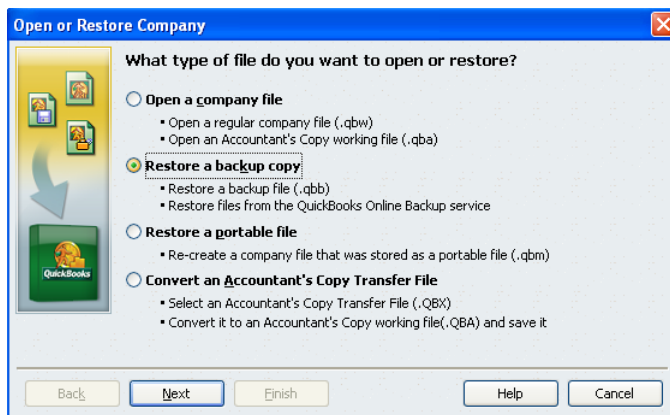 Open or Restore Company
What type of file do you want to open or restore?
Open a company file
• Open a regular company file (.qbw)
• Open an Accountant's Copy working file (.qba)
Restore a backup copy
• Restore a backup file (.qbb)
• Restore files from the QuickBooks Online Backup service
Restore a portable file
• Re-create a company file that was stored as a portable file (.qbm)
QuickBooks
Convert an Accountant's Copy Transfer File
• Select an Accountant's Copy Transfer File (.QBX)
• Convert it to an Accountant's Copy working file(.QBA) and save it
Back Next Finish Help Cancel